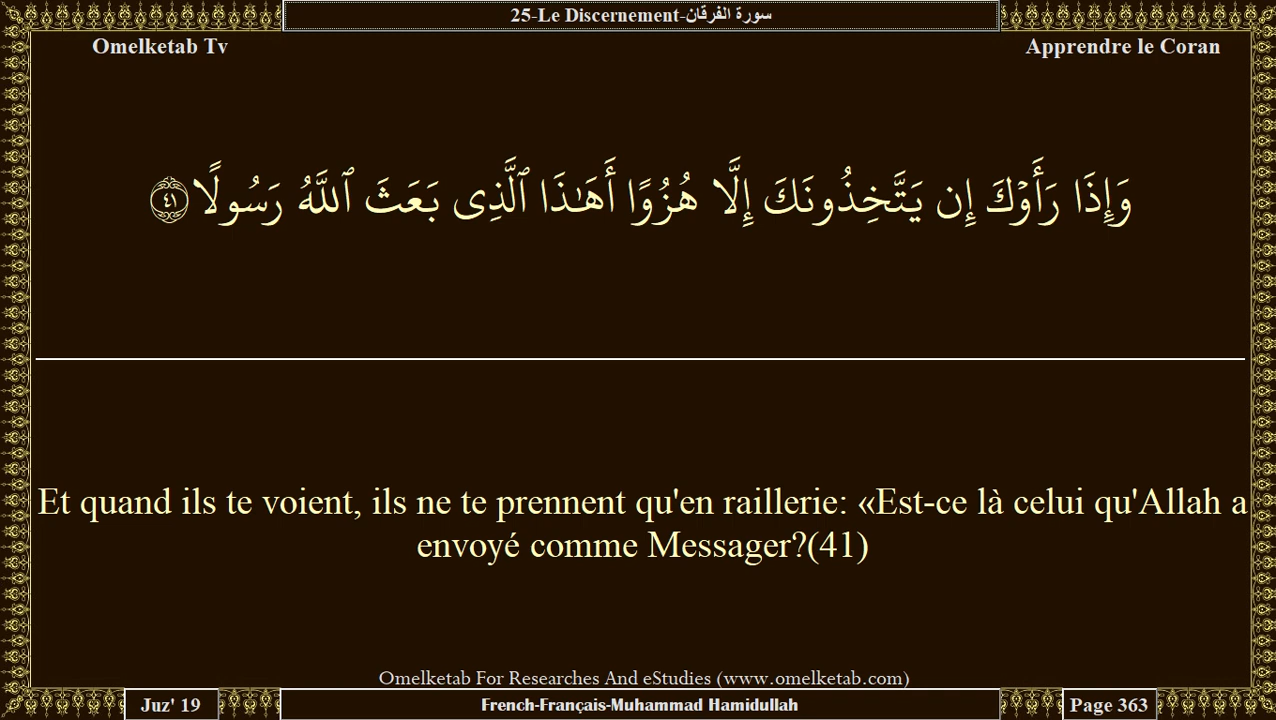 25-Le Discernement-سورة الفرقان
Omelketab Tv
Apprendre le Coran
وَإِذَا رَأَوۡكَ إِن يَتَّخِذُونَكَ إِلَّا هُزُوًا أَهَـٰذَا ٱلَّذِى بَعَثَ ٱللَّهُ رَسُولًا ٤١
Et quand ils te voient, ils ne te prennent qu'en raillerie: «Est-ce là celui qu'Allah a
envoyé comme Messager?(41)
Omelketab For Researches And eStudies (www.omelketab.com)
Juz' 19
French-Français-Muhammad Hamidullah
Page 363